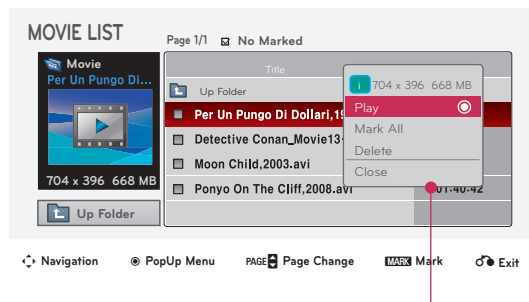 MOVIE LIST
Page 1/1 No Marked
Movie
Per Un Pungo Di...
704 x 396 668 MB
Up Folder
Title
Up Folder
Per Un Pungo Di Dollari,19
Detective Conan_Movie13-
Moon Child,2003.avi
Ponyo On The Cliff,2008.avi
01:40:42
i 704 x 396 668 MB
Play
Mark All
Delete
Close
Navigation PopUp Menu PAGE Page Change MARK Mark Exit